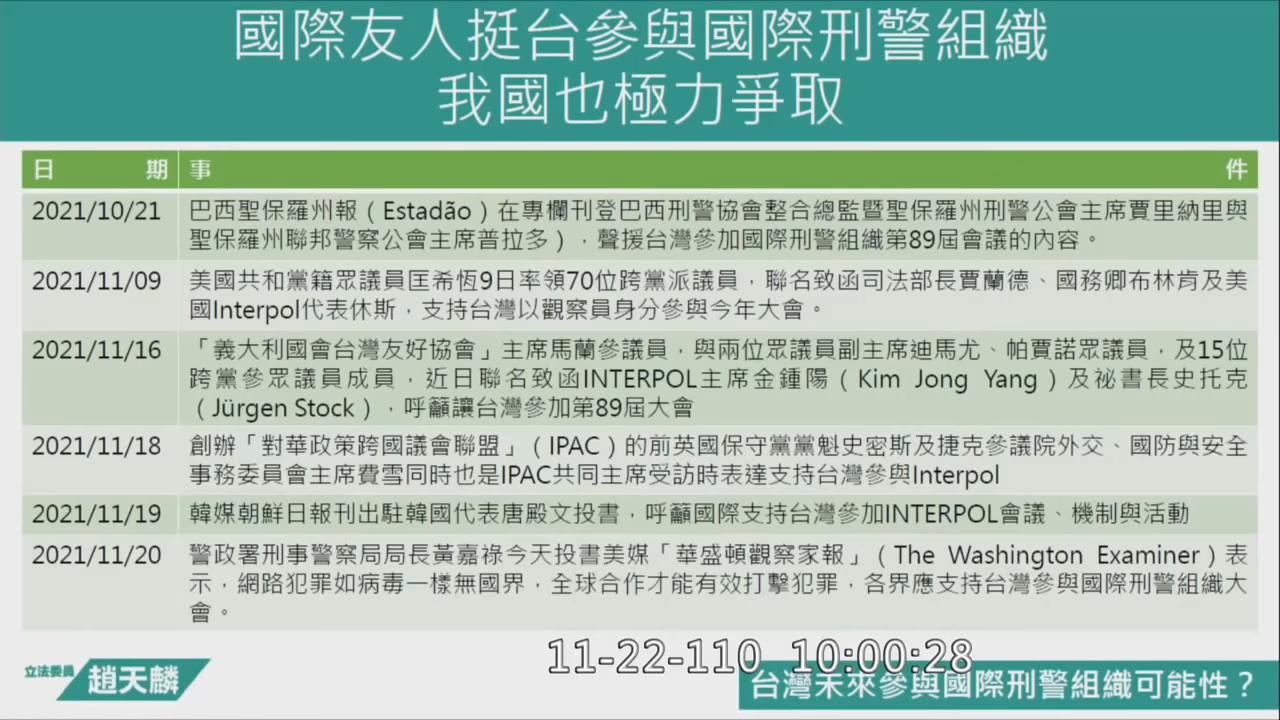 國際友人挺台參與國際刑警組織
我國也極力爭取
日期 事件
2021/10/21 巴西聖保羅州報（Estadão）在專欄刊登巴西刑警協會整合總監暨聖保羅州刑警公會主席賈里納里與
聖保羅州聯邦警察公會主席普拉多），聲援台灣參加國際刑警組織第89屆會議的內容。
2021/11/09 美國共和黨籍眾議員匡希恆9日率領70位跨黨派議員，聯名致函司法部長賈蘭德、國務卿布林肯及美
國Interpol代表休斯，支持台灣以觀察員身分參與今年大會。
2021/11/16 「義大利國會台灣友好協會」主席馬蘭參議員，與兩位眾議員副主席迪馬尤、帕賈諾眾議員，及15位
跨黨參眾議員成員，近日聯名致函INTERPOL主席金鍾陽（Kim Jong Yang）及祕書長史托克
（Jürgen Stock），呼籲讓台灣參加第89屆大會
2021/11/18 創辦「對華政策跨國議會聯盟」（IPAC）的前英國保守黨黨魁史密斯及捷克參議院外交、國防與安全
事務委員會主席費雪同時也是IPAC共同主席受訪時表達支持台灣參與Interpol
2021/11/19 韓媒朝鮮日報刊出駐韓國代表唐殿文投書，呼籲國際支持台灣參加INTERPOL會議、機制與活動
2021/11/20 警政署刑事警察局局長黃嘉祿今天投書美媒「華盛頓觀察家報」（The Washington Examiner）表
示，網路犯罪如病毒一樣無國界，全球合作才能有效打擊犯罪，各界應支持台灣參與國際刑警組織大
會。
11-22-110 10:00:28
立法委員 趙天麟
台灣未來參與國際刑警組織可能性？